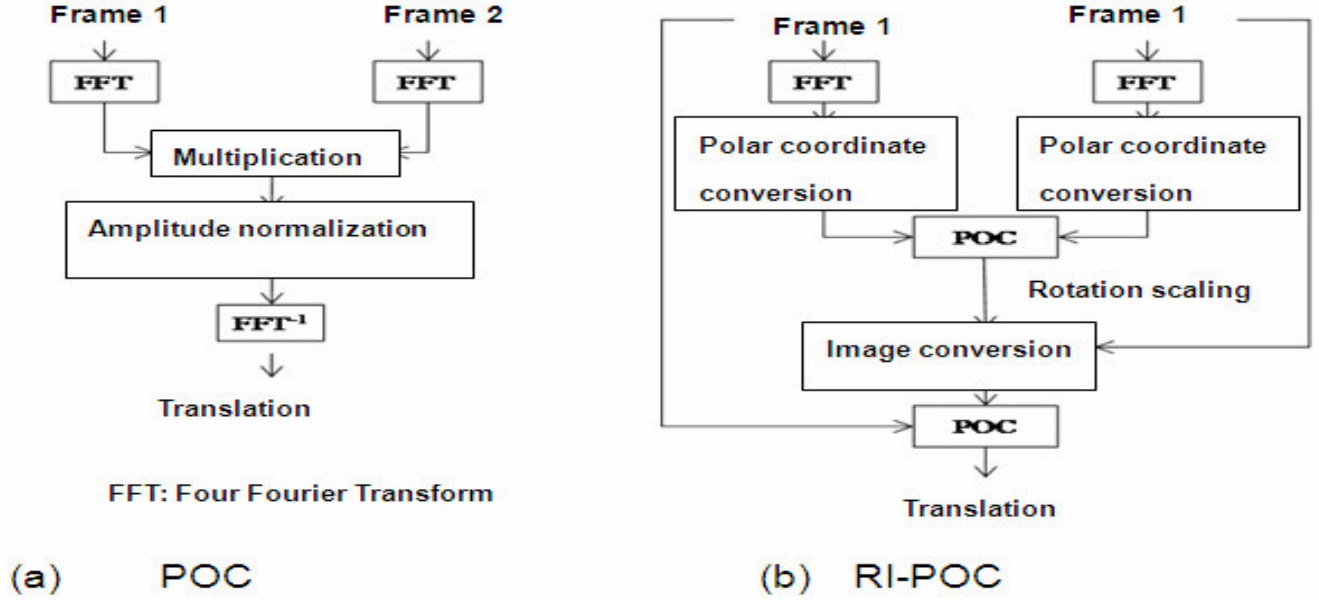 Frame 1
Frame 2
FFT
FFT
Multiplication
Amplitude normalization
FFT-1
Translation
FFT: Four Fourier Transform
(a) POC
Frame 1
Frame 1
FFT
FFT
Polar coordinate
conversion
Polar coordinate
conversion
POC
Rotation scaling
Image conversion
POC
Translation
(b) RI-POC